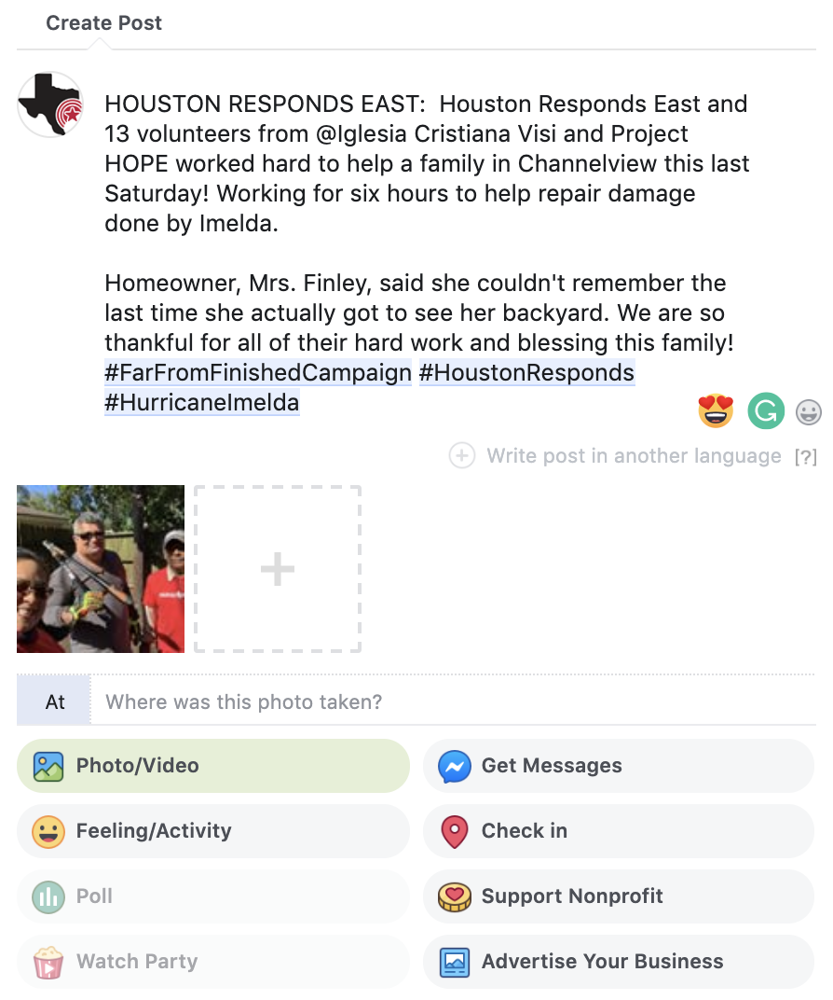 Create Post
HOUSTON RESPONDS EAST:  Houston Responds East and
13 volunteers from @Iglesia Cristiana Visi and Project
HOPE worked hard to help a family in Channelview this last
Saturday! Working for six hours to help repair damage
done by Imelda.
Homeowner, Mrs. Finley, said she couldn't remember the
last time she actually got to see her backyard. We are so
thankful for all of their hard work and blessing this family!
#FarFromFinishedCampaign #HoustonResponds
#HurricaneImelda
Write post in another language [?]
At Where was this photo taken?
Photo/Video Get Messages
Feeling/Activity Check in
Poll Support Nonprofit
Watch Party Advertise Your Business